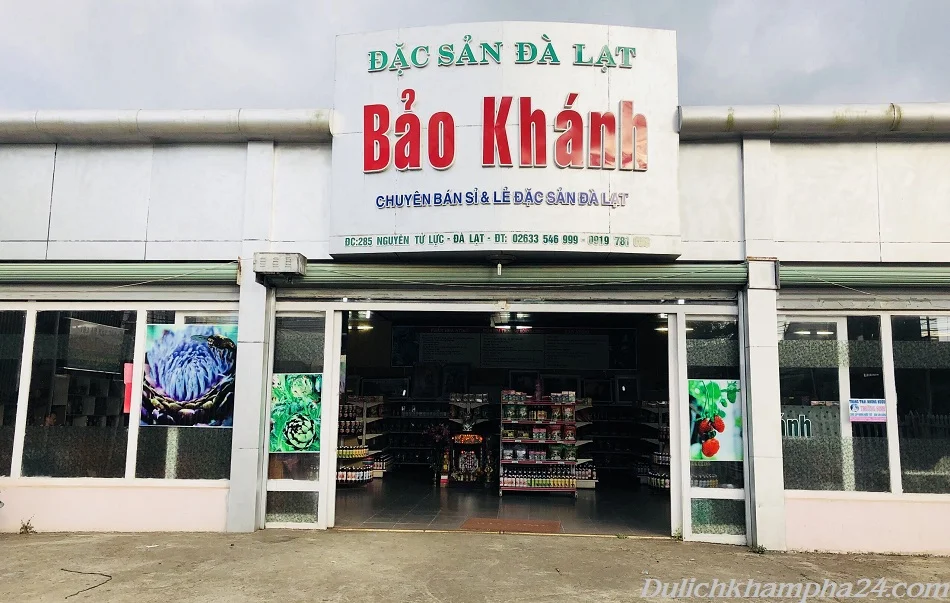 ĐẶC SẢN ĐÀ LẠT
Bảo Khánh
CHUYÊN BÁN SỈ & LẺ ĐẶC SẢN ĐÀ LẠT
ĐC:285 NGUYÊN TỬ LỰC - ĐÀ LẠT - ĐT: 02633 546 999 - 0919 781
ánh
Dulichkhampha24.com